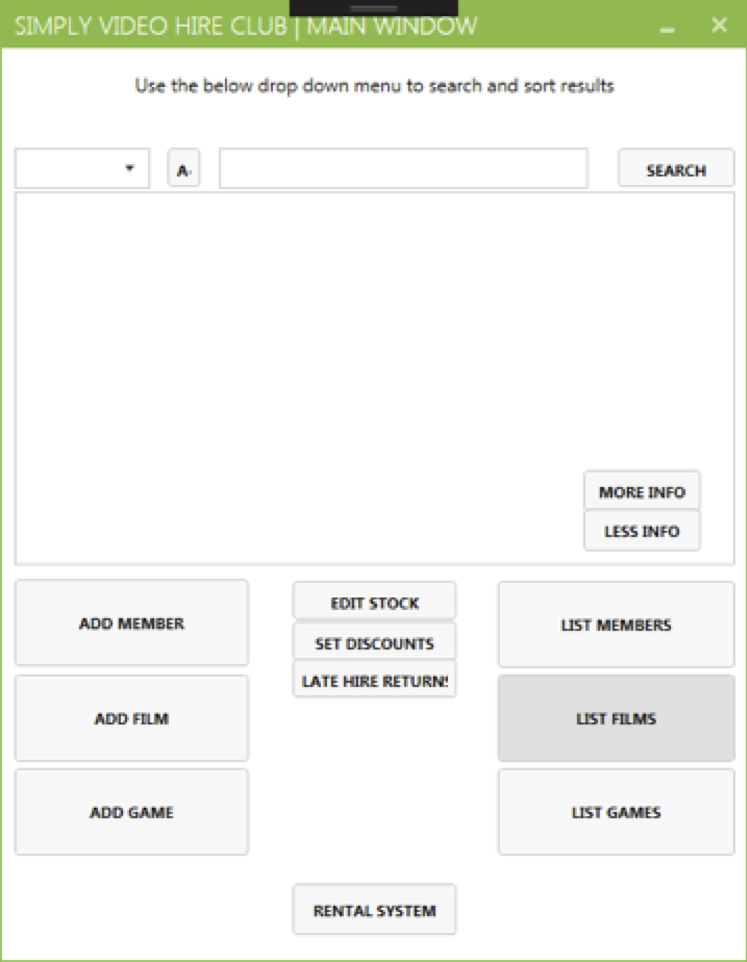 SIMPLY VIDEO HIRE CLUB | MAIN WINDOW
Use the below drop down menu to search and sort results
A-
SEARCH
MORE INFO
LESS INFO
ADD MEMBER
EDIT STOCK
LIST MEMBERS
SET DISCOUNTS
LATE HIRE RETURN
ADD FILM
LIST FILMS
ADD GAME
LIST GAMES
RENTAL SYSTEM